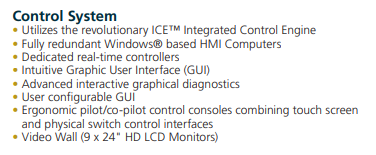 Control System
• Utilizes the revolutionary ICE™ Integrated Control Engine
• Fully redundant Windows® based HMI Computers
• Dedicated real-time controllers
• Intuitive Graphic User Interface (GUI)
• Advanced interactive graphical diagnostics
• User configurable GUI
• Ergonomic pilot/co-pilot control consoles combining touch screen
and physical switch control interfaces
• Video Wall (9 x 24" HD LCD Monitors)